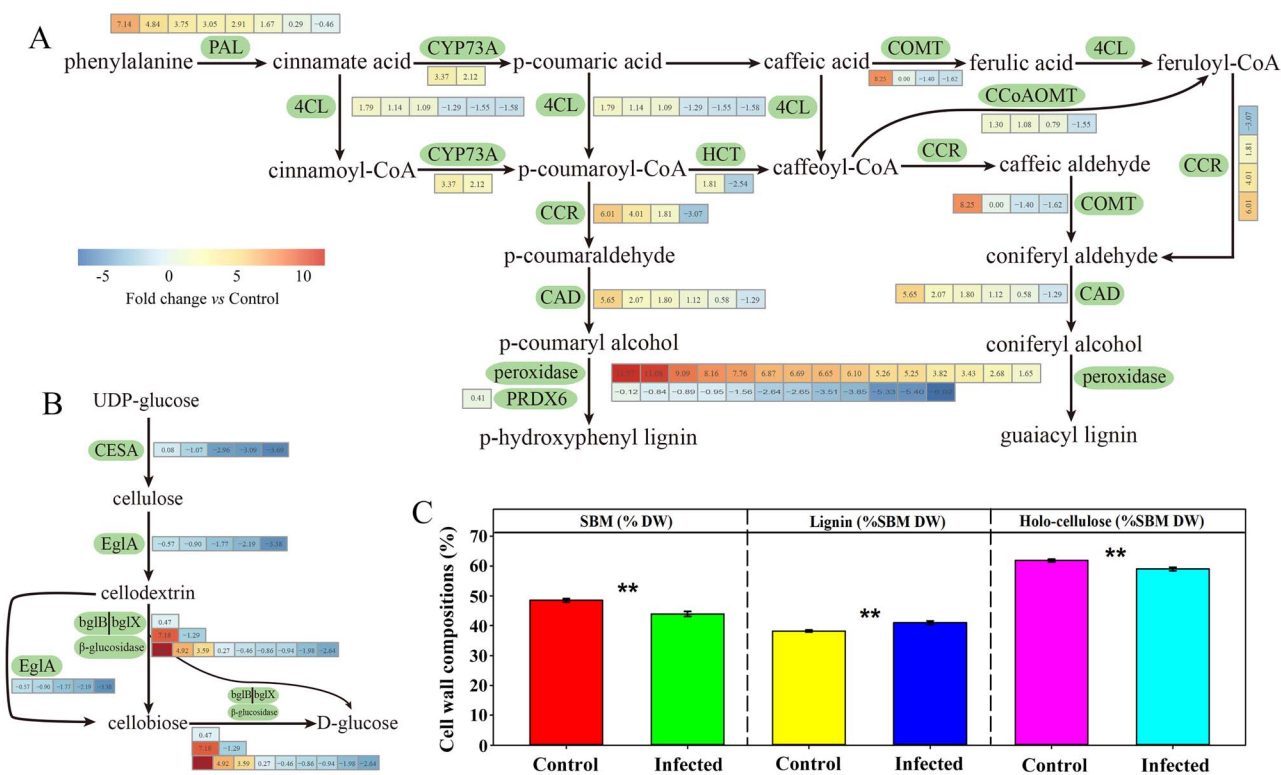 A
7.14 4.84 3.75 3.05 2.91 1.67 0.29 −0.46
phenylalanine PAL cinnamate acid CYP73A p-coumaric acid caffeic acid COMT ferulic acid 4CL feruloyl-CoA
3.37 2.12
8.25 0.00 −1.40 −1.62
4CL 1.79 1.14 1.09 −1.29 −1.55 −1.58
4CL 1.79 1.14 1.09 −1.29 −1.55 −1.58
4CL
CCoAOMT
1.30 1.08 0.79 −1.55
cinnamoyl-CoA CYP73A p-coumaroyl-CoA HCT caffeoyl-CoA CCR caffeic aldehyde
3.37 2.12
1.81 −2.54
CCR
−3.07 1.81 4.01 6.01
CCR 6.01 4.01 1.81 −3.07
8.25 0.00 −1.40 −1.62 COMT
p-coumaraldehyde
coniferyl aldehyde
-5 0 5 10
Fold change vs Control
CAD 5.65 2.07 1.80 1.12 0.58 −1.29
5.65 2.07 1.80 1.12 0.58 −1.29 CAD
p-coumaryl alcohol
coniferyl alcohol
peroxidase 9.09 8.16 7.76 6.87 6.69 6.65 6.10 5.26 5.25 3.82 3.43 2.68 1.65 peroxidase
0.41 PRDX6 −0.12 −0.84 −0.89 −0.95 −1.56 −2.64 −2.65 −3.51 −3.85
p-hydroxyphenyl lignin
guaiacyl lignin
B
UDP-glucose
CESA 0.08 −1.07 −2.96
cellulose
EglA −0.57 −0.90 −1.77 −2.19 −3.38
cellodextrin
bglB bglX 0.47
7.18 −1.29
β-glucosidase 4.92 3.59 0.27 −0.46 −0.86 −0.94 −1.98 −2.64
EglA
−0.57 −0.90 −1.77 −2.19 −3.38
bglB bglX
β-glucosidase
cellobiose D-glucose
0.47
7.18 −1.29
4.92 3.59 0.27 −0.46 −0.86 −0.94 −1.98 −2.64
C
SBM (% DW) Lignin (%SBM DW) Holo-cellulose (%SBM DW)
Cell wall compositions (%)
70
60
50
40
30
20
10
0
** ** **
Control Infected Control Infected Control Infected